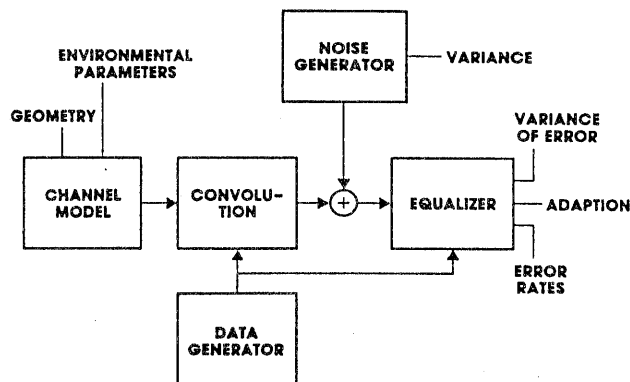 ENVIRONMENTAL
PARAMETERS
GEOMETRY
NOISE
GENERATOR
VARIANCE
VARIANCE
OF ERROR
CHANNEL
MODEL
CONVOLU-
TION
+
EQUALIZER
ADAPTION
ERROR
RATES
DATA
GENERATOR